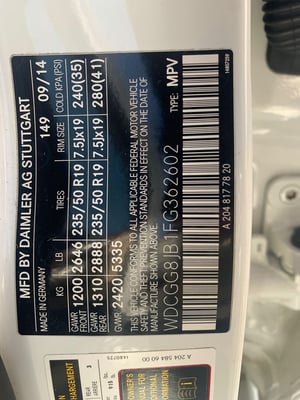 MFD BY DAIMLER AG STUTTGART
MADE IN GERMANY 149 09/14
KG LB TIRES RIM SIZE COLD KPA(PSI)
GAWR FRONT 1200 2646 235/50 R19 7.5Jx19 240(35)
GAWR REAR 1310 2888 235/50 R19 7.5Jx19 280(41)
GVWR 2420 5335
THIS VEHICLE CONFORMS TO ALL APPLICABLE FEDERAL MOTOR VEHICLE
SAFETY AND THEFT PREVENTION STANDARDS IN EFFECT ON THE DATE
OF MANUFACTURE SHOWN ABOVE.
WDCGG8JB1FG362602 TYPE: MPV
A 204 817 78 20
A 204 584 60 00